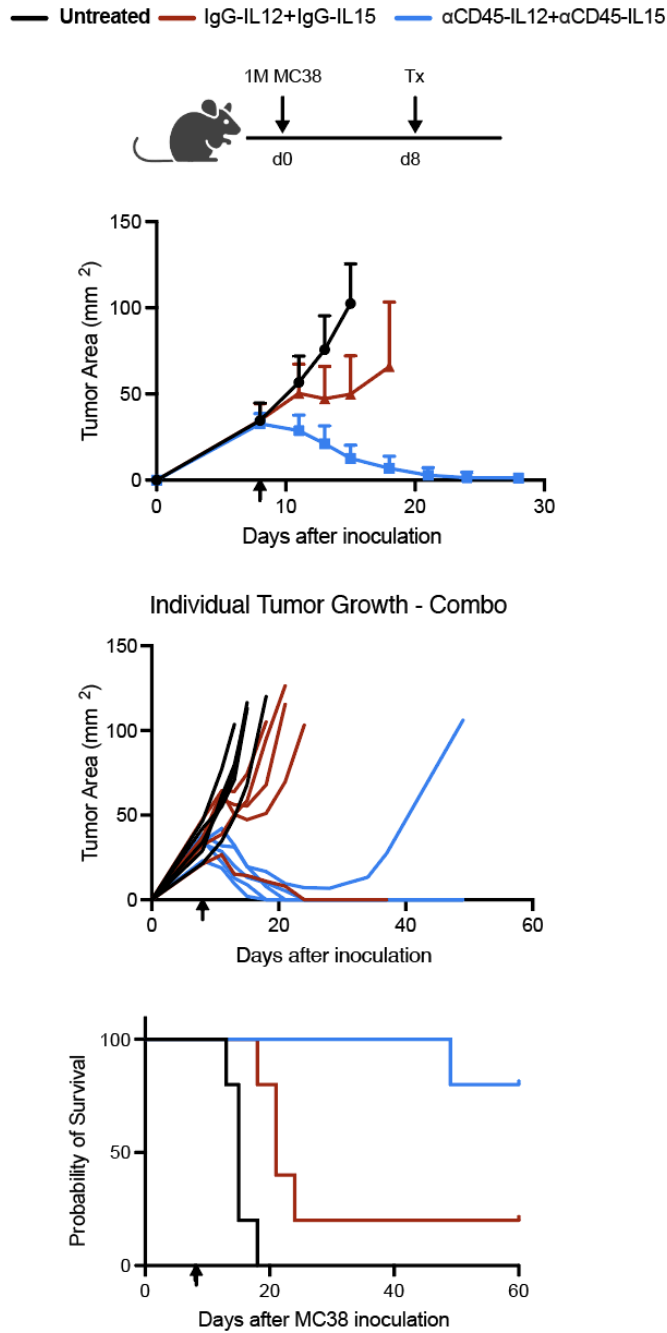 Untreated IgG-IL12+IgG-IL15 αCD45-IL12+αCD45-IL15
1M MC38 Tx
d0 d8
150
100
50
0
Tumor Area (mm ²)
0 10 20 30
Days after inoculation
Individual Tumor Growth - Combo
150
100
50
0
Tumor Area (mm ²)
0 20 40 60
Days after inoculation
100
50
0
Probability of Survival
0 20 40 60
Days after MC38 inoculation